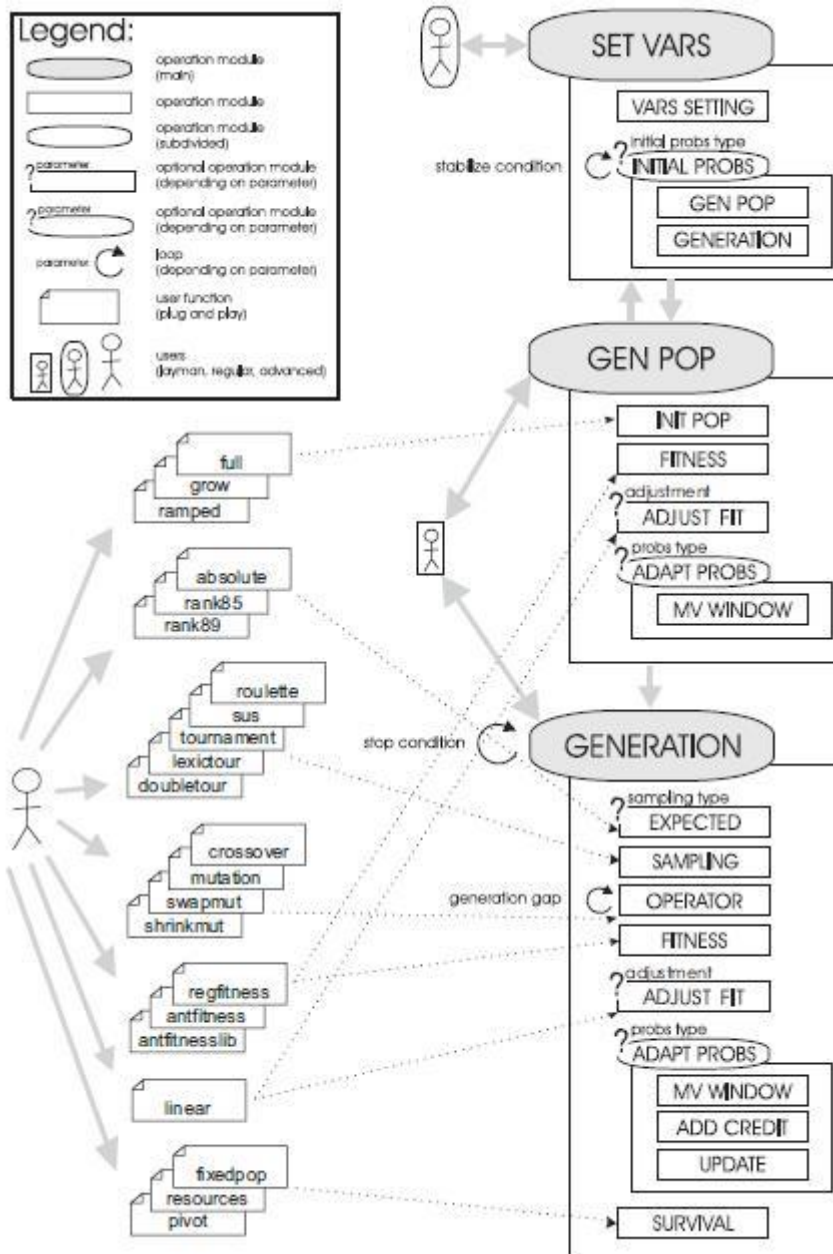 Legend:
operation module
(main)
operation module
operation module
(subdivided)
? parameter
optional operation module
(depending on parameter)
? parameter
optional operation module
(depending on parameter)
parameter
loop
(depending on parameter)
user function
(plug and play)
users
(layman, regular, advanced)
SET VARS
VARS SETTING
stabilize condition
? initial probs type
INITIAL PROBS
GEN POP
GENERATION
GEN POP
INIT POP
FITNESS
? adjustment
ADJUST FIT
? probs type
ADAPT PROBS
MV WINDOW
full
grow
ramped
absolute
rank85
rank89
roulette
sus
tournament
lexictour
doubletour
crossover
mutation
swapmut
shrinkmut
regfitness
antfitness
antfitnesslib
linear
fixedpop
resources
pivot
stop condition
GENERATION
? sampling type
EXPECTED
SAMPLING
generation gap
OPERATOR
FITNESS
? adjustment
ADJUST FIT
? probs type
ADAPT PROBS
MV WINDOW
ADD CREDIT
UPDATE
SURVIVAL